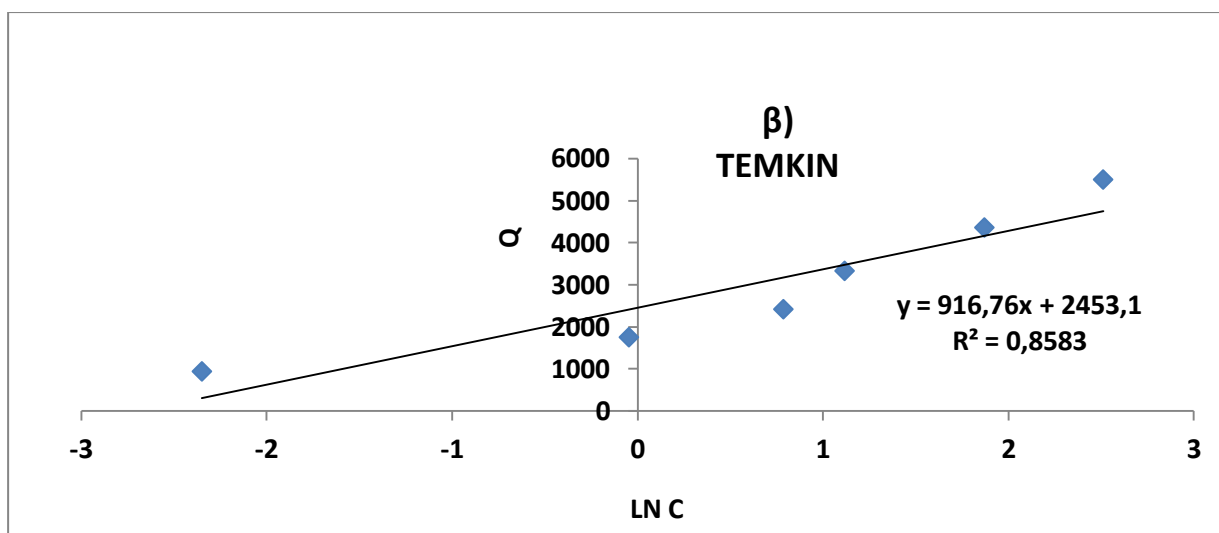 β)
TEMKIN
6000
5000
4000
3000
2000
1000
0
Q
y = 916,76x + 2453,1
R² = 0,8583
-3 -2 -1 0 1 2 3
LN C